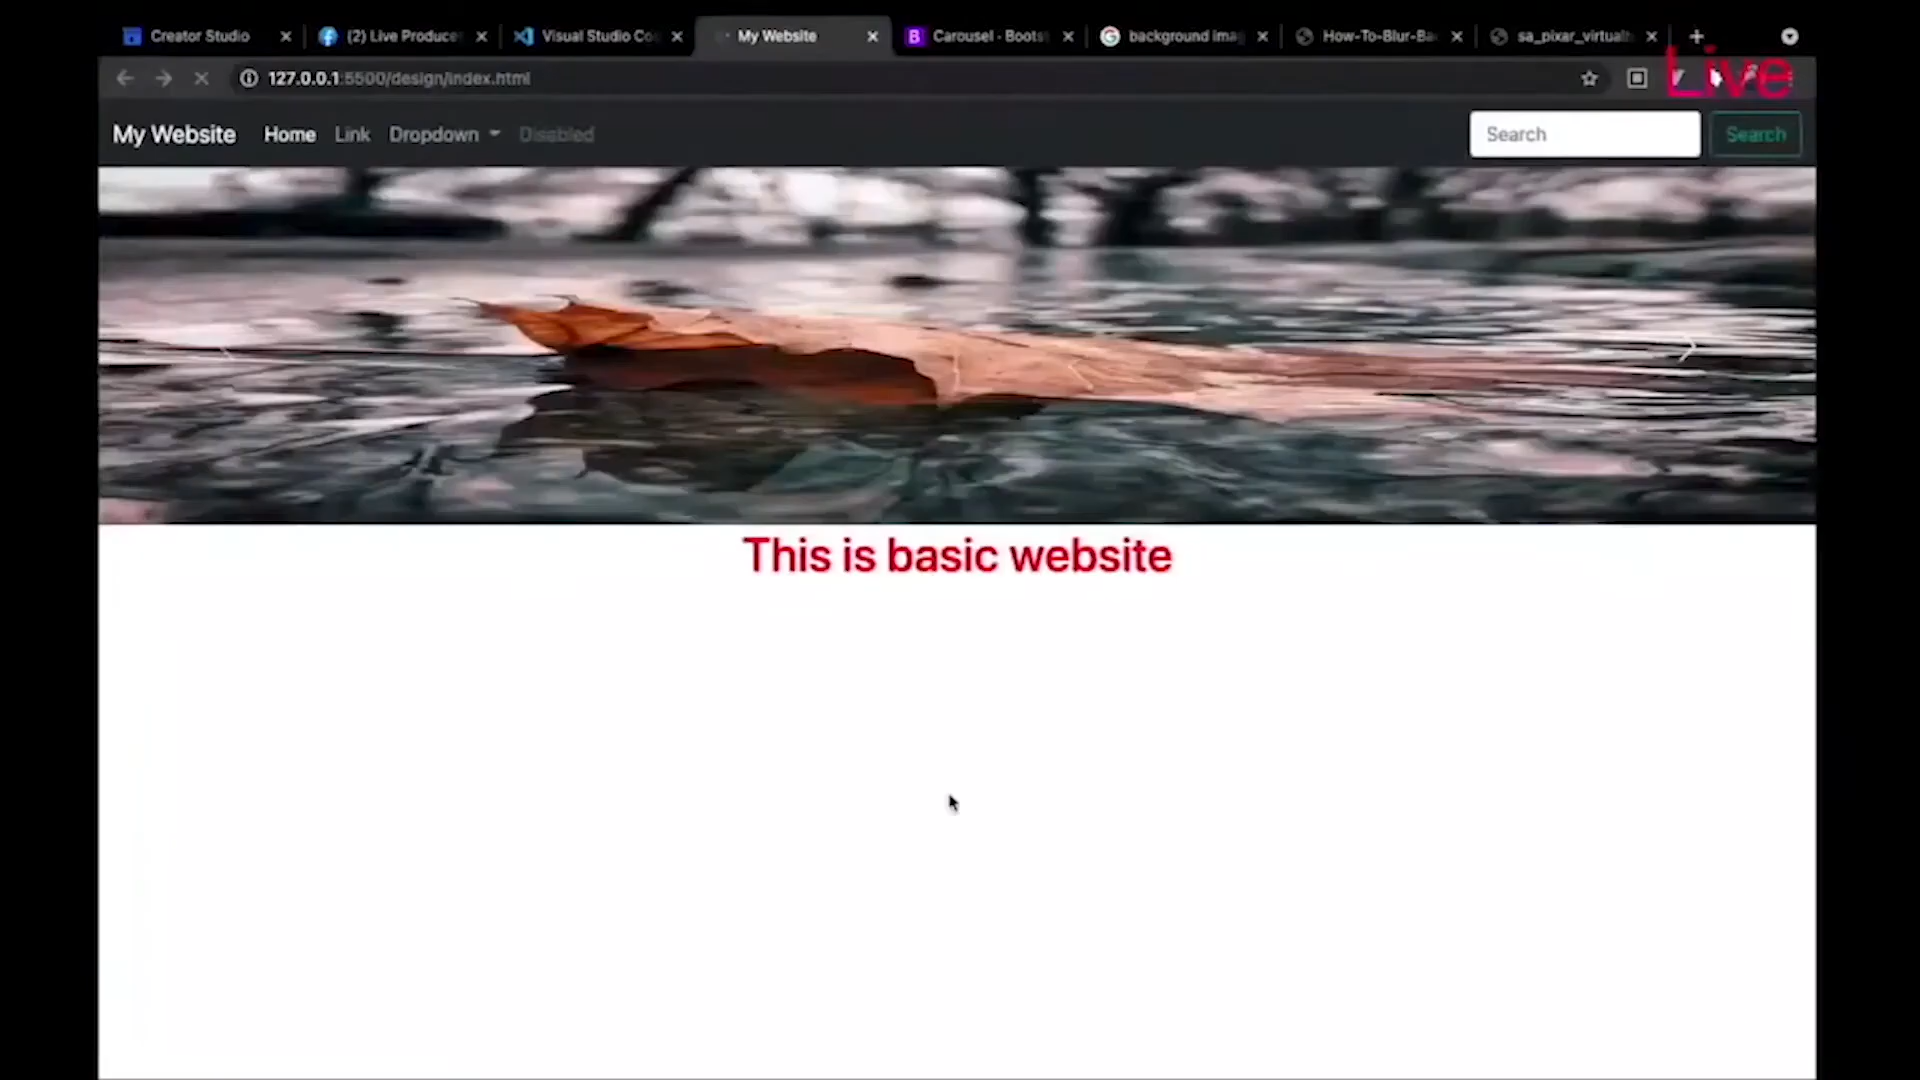 Creator Studio
(2) Live Produce
Visual Studio Co
My Website
Carousel - Boots
background ima
How-To-Blur-Ba
sa_pixar_virtual
Live
127.0.0.1:5500/design/index.html
My Website
Home
Link
Dropdown
Disabled
Search
Search
This is basic website